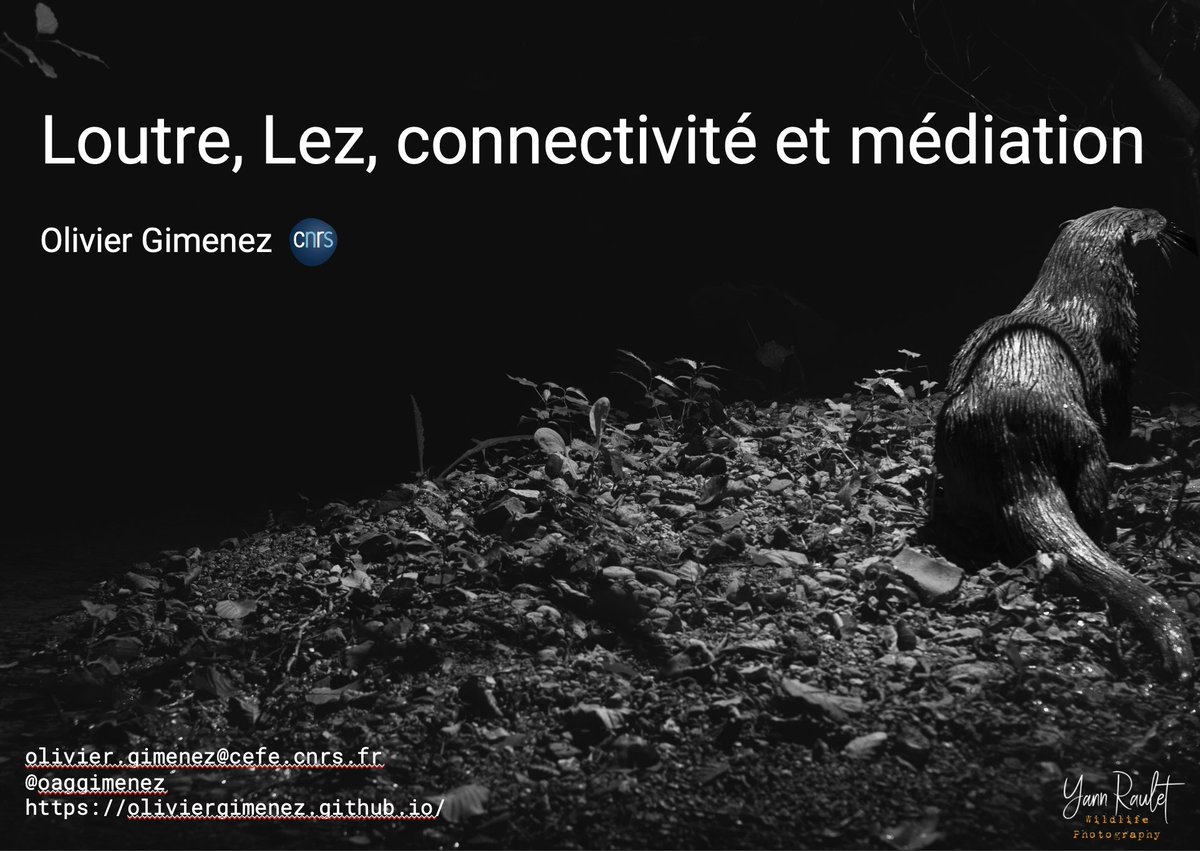 Loutre, Lez, connectivité et médiation
Olivier Gimenez cnrs
olivier.gimenez@cefe.cnrs.fr
@oaggimenez
https://oliviergimenez.github.io/
Yann Raulet
Wildlife
Photography